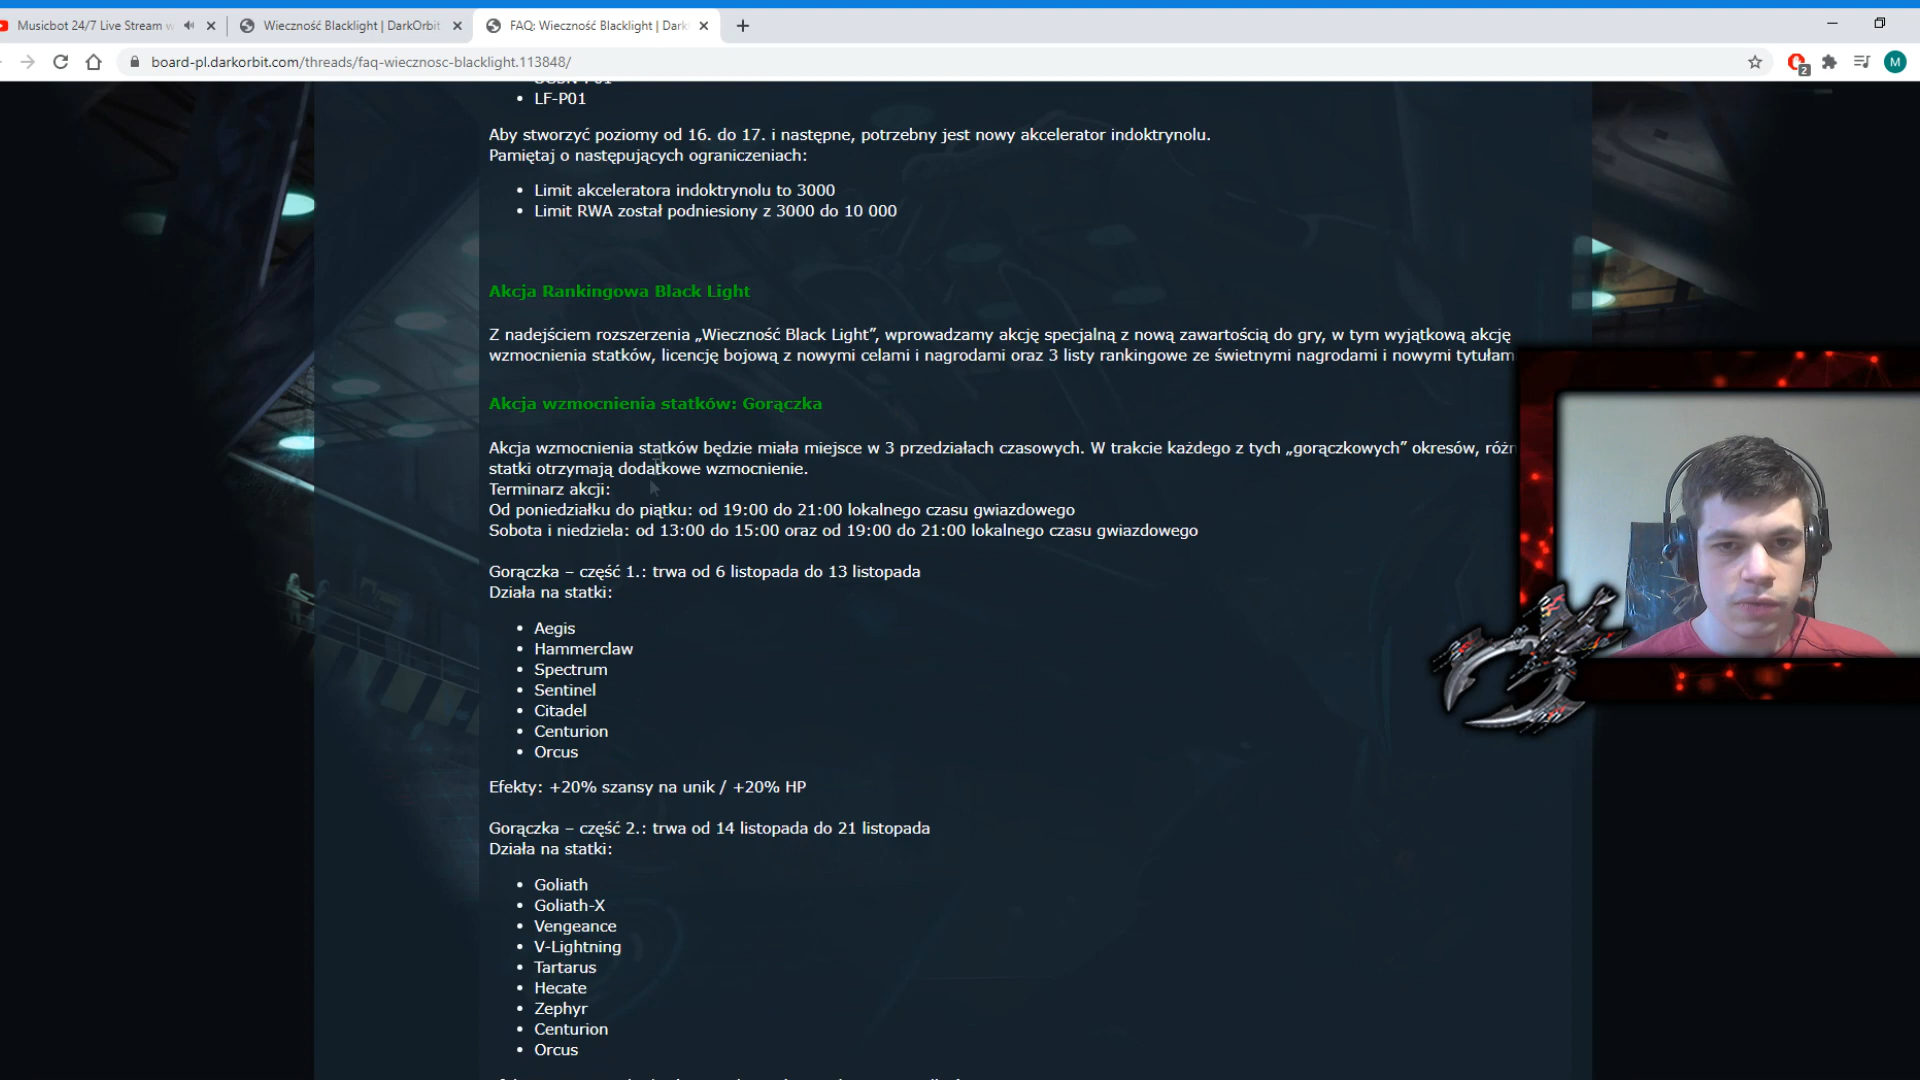 Musicbot 24/7 Live Stream
Wieczność Blacklight | DarkOrbit
FAQ: Wieczność Blacklight | Dark
board-pl.darkorbit.com/threads/faq-wiecznosc-blacklight.113848/
2
M
LF-P01
Aby stworzyć poziomy od 16. do 17. i następne, potrzebny jest nowy akcelerator indoktrynolu.
Pamiętaj o następujących ograniczeniach:
Limit akceleratora indoktrynolu to 3000
Limit RWA został podniesiony z 3000 do 10 000
Akcja Rankingowa Black Light
Z nadejściem rozszerzenia „Wieczność Black Light”, wprowadzamy akcję specjalną z nową zawartością do gry, w tym wyjątkową akcję
wzmocnienia statków, licencję bojową z nowymi celami i nagrodami oraz 3 listy rankingowe ze świetnymi nagrodami i nowymi tytułam
Akcja wzmocnienia statków: Gorączka
Akcja wzmocnienia statków będzie miała miejsce w 3 przedziałach czasowych. W trakcie każdego z tych „gorączkowych” okresów, różn
statki otrzymają dodatkowe wzmocnienie.
Terminarz akcji:
Od poniedziałku do piątku: od 19:00 do 21:00 lokalnego czasu gwiazdowego
Sobota i niedziela: od 13:00 do 15:00 oraz od 19:00 do 21:00 lokalnego czasu gwiazdowego
Gorączka – część 1.: trwa od 6 listopada do 13 listopada
Działa na statki:
Aegis
Hammerclaw
Spectrum
Sentinel
Citadel
Centurion
Orcus
Efekty: +20% szansy na unik / +20% HP
Gorączka – część 2.: trwa od 14 listopada do 21 listopada
Działa na statki:
Goliath
Goliath-X
Vengeance
V-Lightning
Tartarus
Hecate
Zephyr
Centurion
Orcus